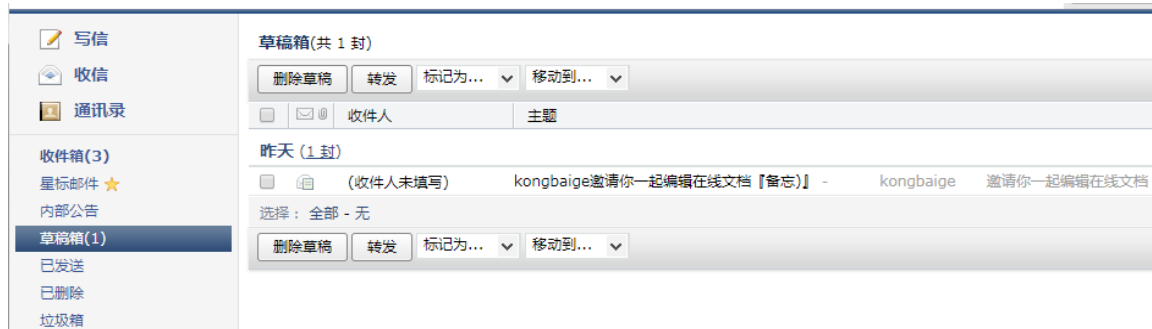 写信
收信
通讯录
收件箱(3)
星标邮件
内部公告
草稿箱(1)
已发送
已删除
垃圾箱
草稿箱(共 1 封)
删除草稿 转发 标记为... 移动到...
收件人 主题
昨天 (1 封)
(收件人未填写) kongbaige邀请你一起编辑在线文档『备忘)』 - kongbaige 邀请你一起编辑在线文档
选择：全部 - 无
删除草稿 转发 标记为... 移动到...